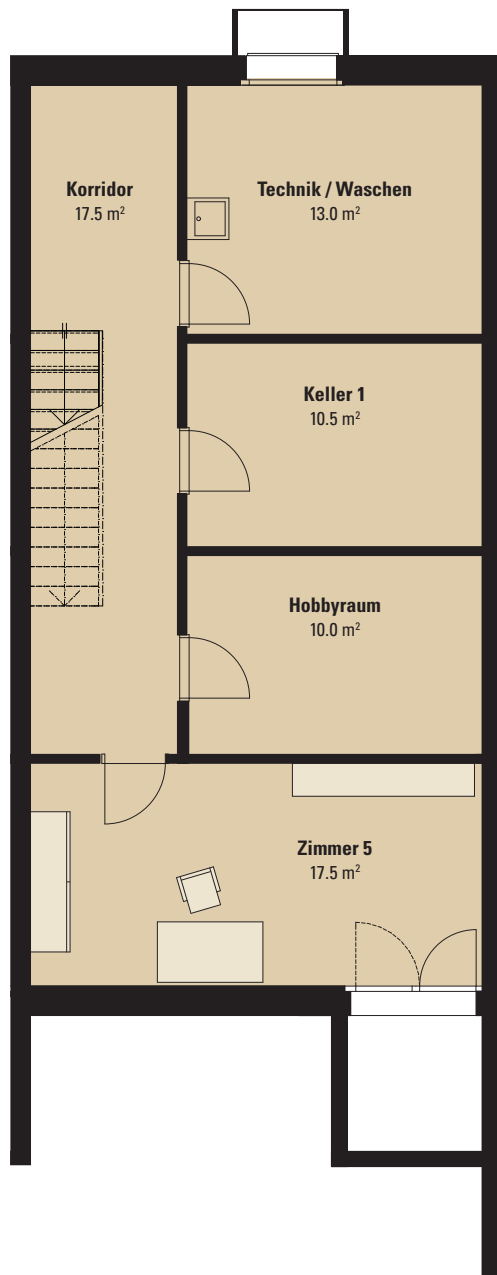 Korridor
17.5 m²
Technik / Waschen
13.0 m²
Keller 1
10.5 m²
Hobbyraum
10.0 m²
Zimmer 5
17.5 m²